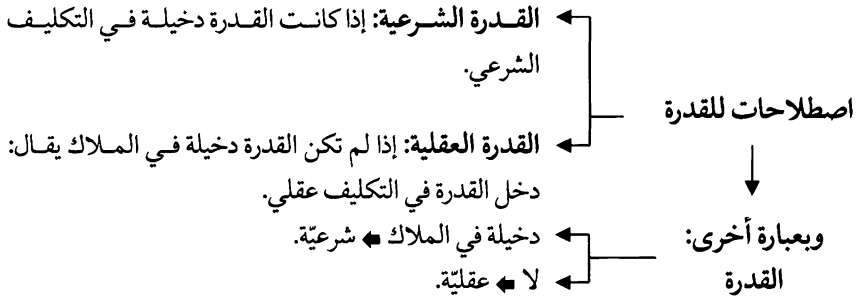 اصطلاحات للقدرة
القدرة الشرعية: إذا كانت القدرة دخيلة في التكليف
الشرعي.
القدرة العقلية: إذا لم تكن القدرة دخيلة في الملاك يقال:
دخل القدرة في التكليف عقلي.
وبعبارة أخرى:
القدرة
دخيلة في الملاك ⬅ شرعيّة.
لا ⬅ عقليّة.